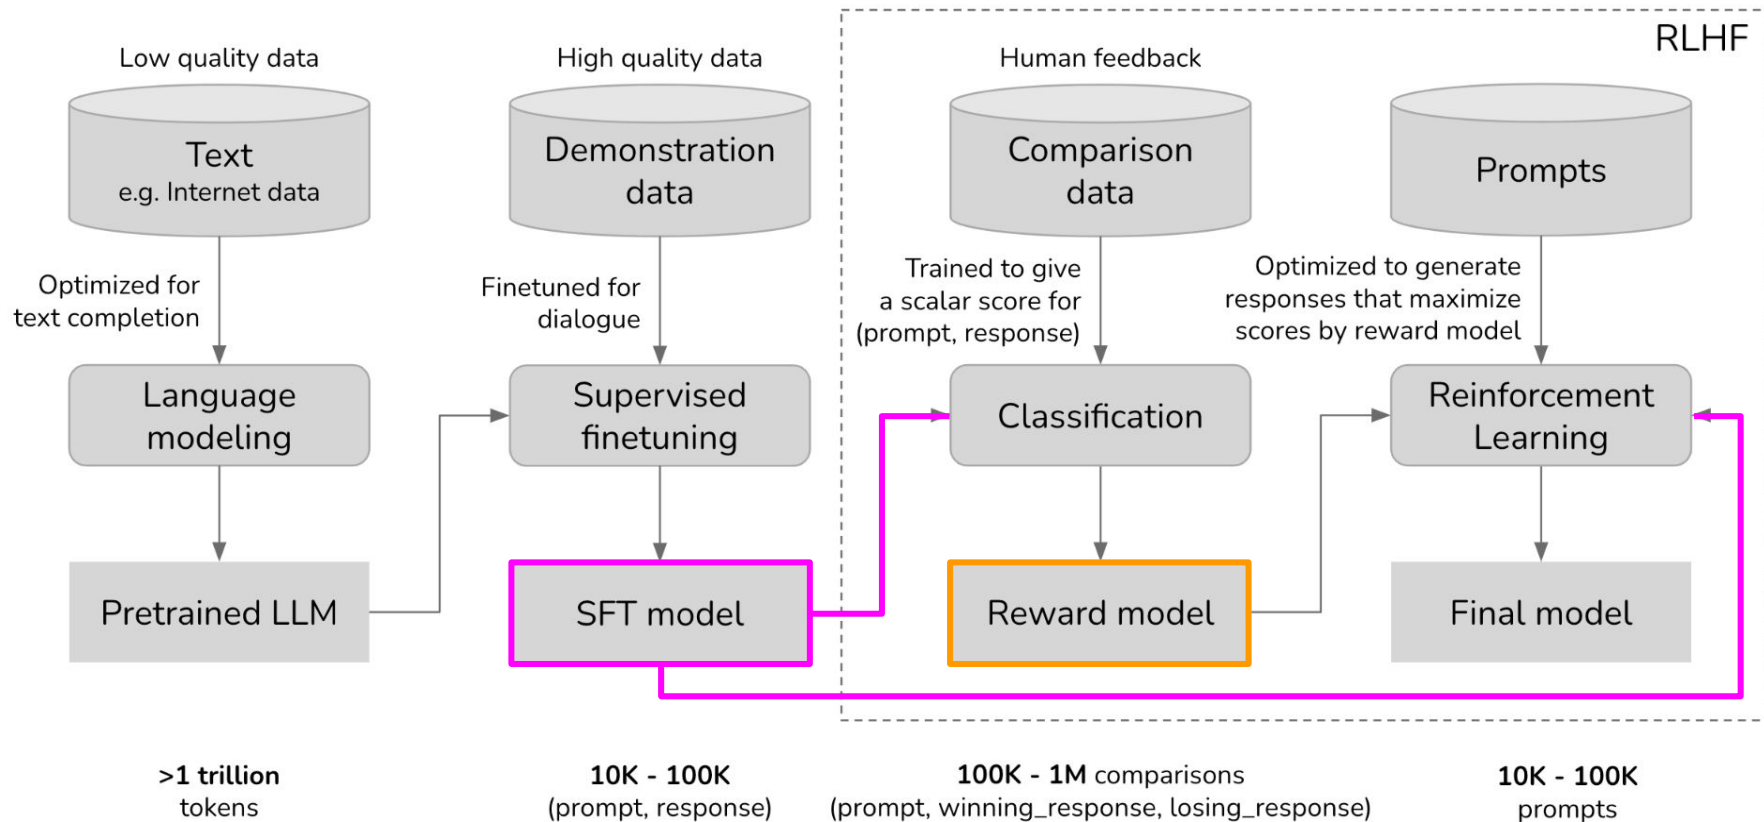 RLHF
Low quality data
Text
e.g. Internet data
Optimized for
text completion
Language
modeling
Pretrained LLM
>1 trillion
tokens
High quality data
Demonstration
data
Finetuned for
dialogue
Supervised
finetuning
SFT model
10K - 100K
(prompt, response)
Human feedback
Comparison
data
Trained to give
a scalar score for
(prompt, response)
Classification
Reward model
100K - 1M comparisons
(prompt, winning_response, losing_response)
Prompts
Optimized to generate
responses that maximize
scores by reward model
Reinforcement
Learning
Final model
10K - 100K
prompts